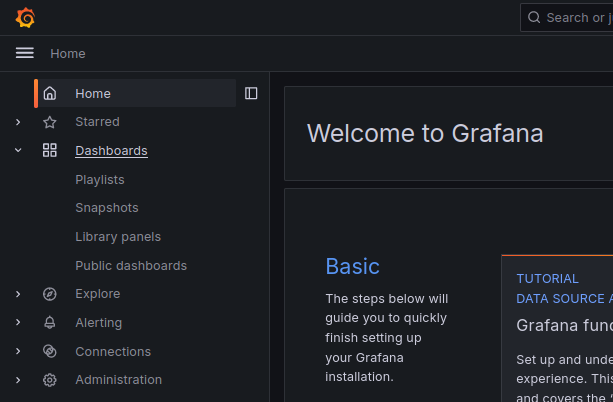 Search or j
Home
Home
Starred
Dashboards
Playlists
Snapshots
Library panels
Public dashboards
Explore
Alerting
Connections
Administration
Welcome to Grafana
Basic
The steps below will
guide you to quickly
finish setting up
your Grafana
installation.
TUTORIAL
DATA SOURCE A
Grafana fun
Set up and unde
experience. This
and covers the "